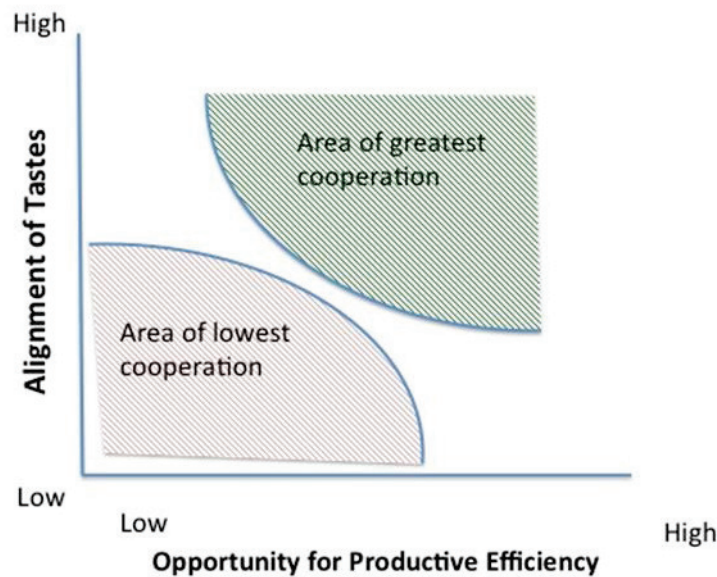 High
Alignment of Tastes
Area of greatest
cooperation
Area of lowest
cooperation
Low
Low
High
Opportunity for Productive Efficiency